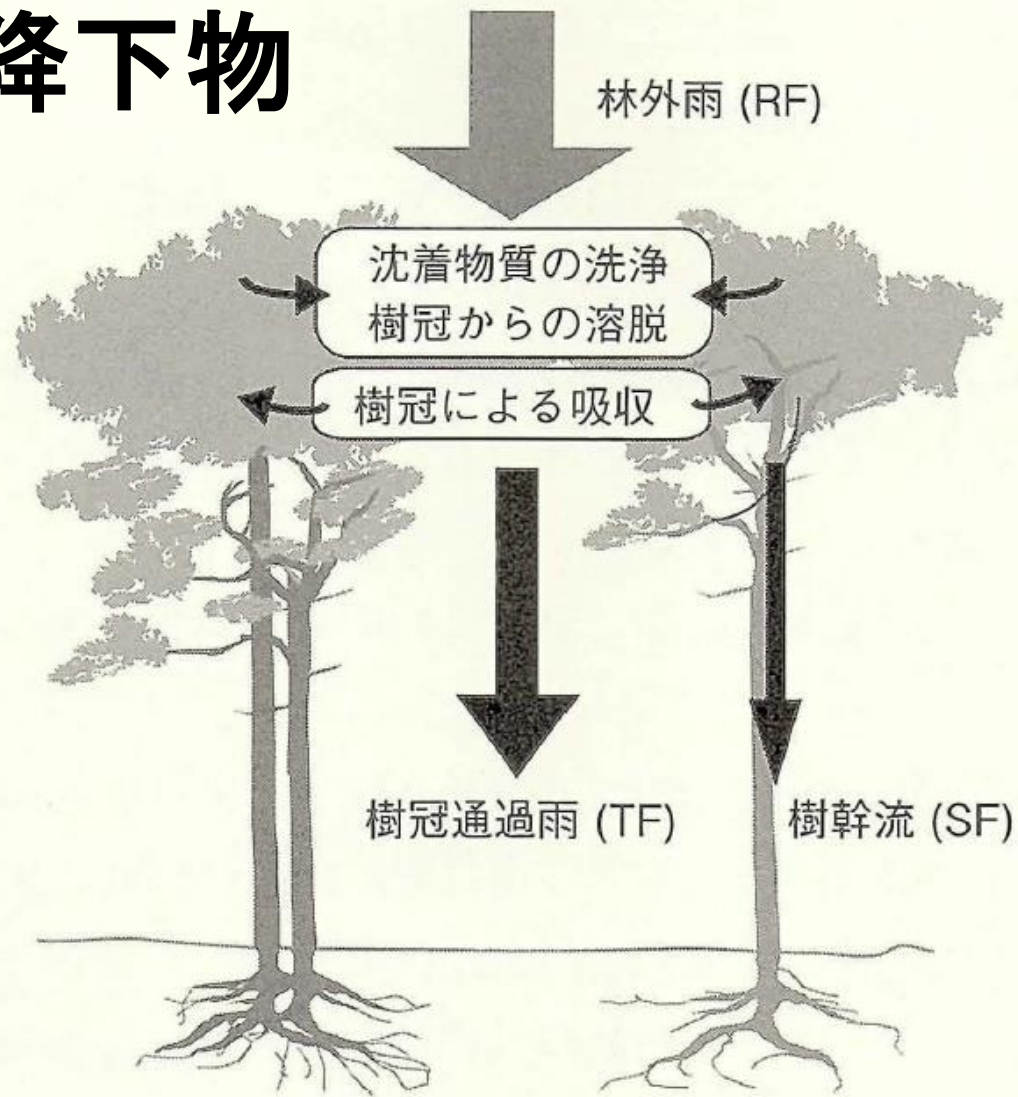 降下物
林外雨 (RF)
沈着物質の洗浄
樹冠からの溶脱
樹冠による吸収
樹冠通過雨 (TF)
樹幹流 (SF)